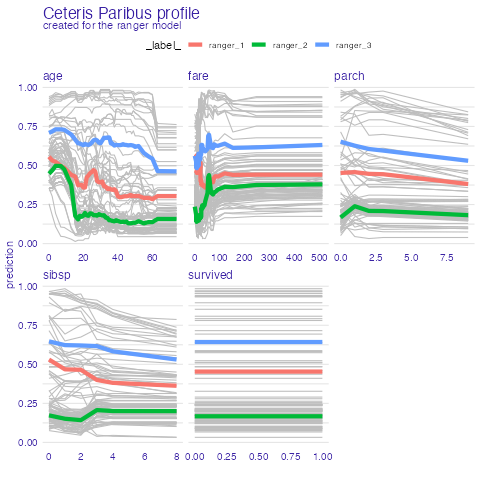 Ceteris Paribus profile
created for the ranger model
_label_ ranger_1 ranger_2 ranger_3
age fare parch
1.00
0.75
0.50
0.25
0.00
0 20 40 60 0 100 200 300 400 500 0.0 2.5 5.0 7.5
prediction
sibsp survived
1.00
0.75
0.50
0.25
0.00
0 2 4 6 8 0.00 0.25 0.50 0.75 1.00